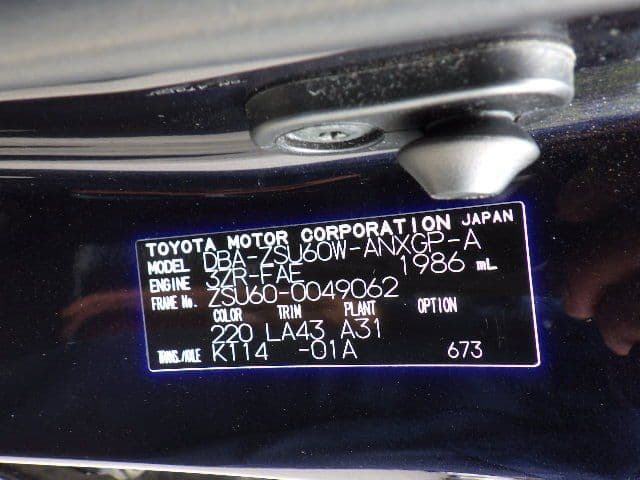 TOYOTA MOTOR CORPORATION JAPAN
MODEL DBA-ZSU60W-ANXGP-A
ENGINE 3ZR-FAE 1986 mL
FRAME No. ZSU60-0049062
COLOR TRIM PLANT OPTION
220 LA43 A31
TRANS./AXLE K114 -01A 673